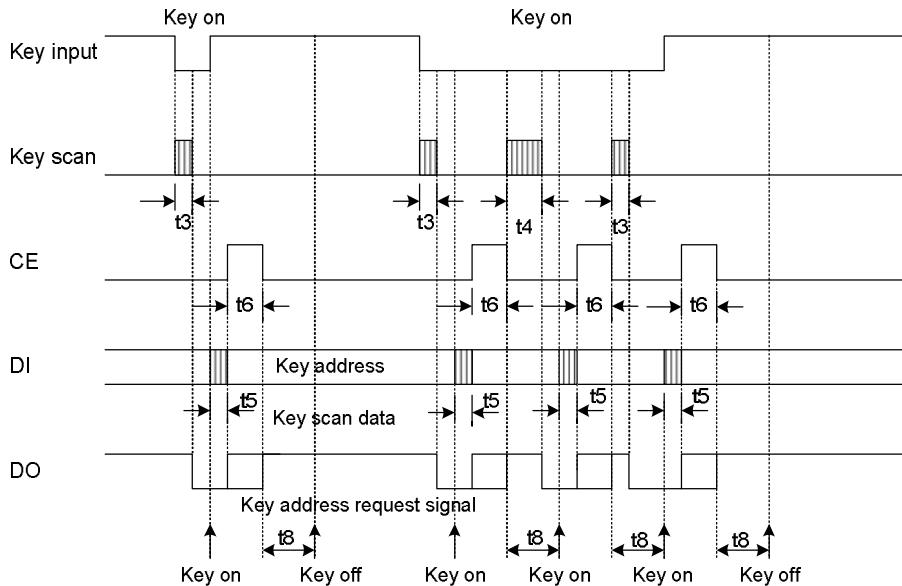 Key on Key on
Key input
Key scan
t3 t3 t4 t3
CE
t6 t6 t6 t6
DI Key address
t5 t5 t5 t5
Key scan data
DO
Key address request signal
t8 t8 t8 t8
Key on Key off Key on Key on Key on Key off